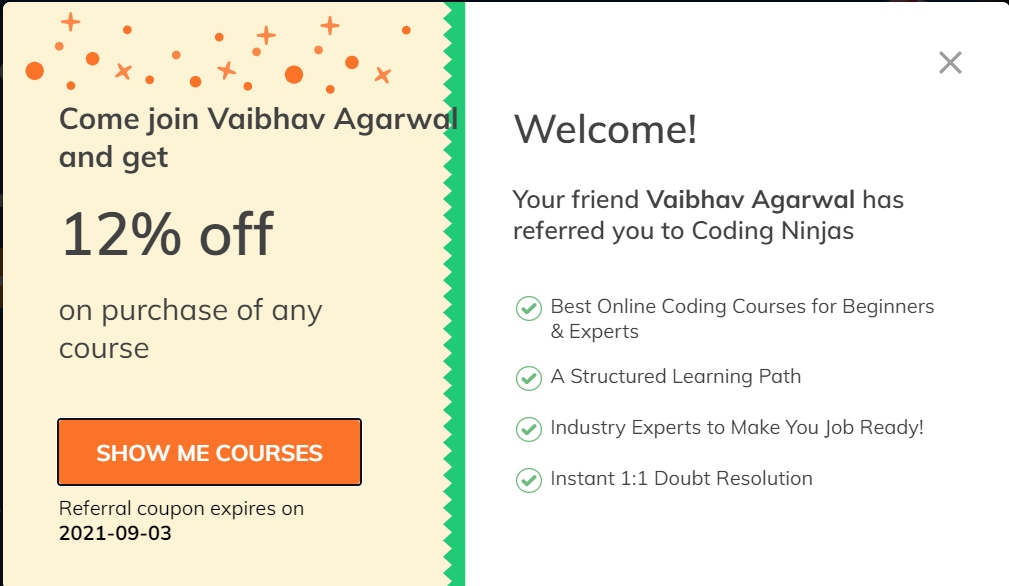 Come join Vaibhav Agarwal
and get
12% off
on purchase of any
course
SHOW ME COURSES
Referral coupon expires on
2021-09-03
Welcome!
Your friend Vaibhav Agarwal has
referred you to Coding Ninjas
Best Online Coding Courses for Beginners
& Experts
A Structured Learning Path
Industry Experts to Make You Job Ready!
Instant 1:1 Doubt Resolution